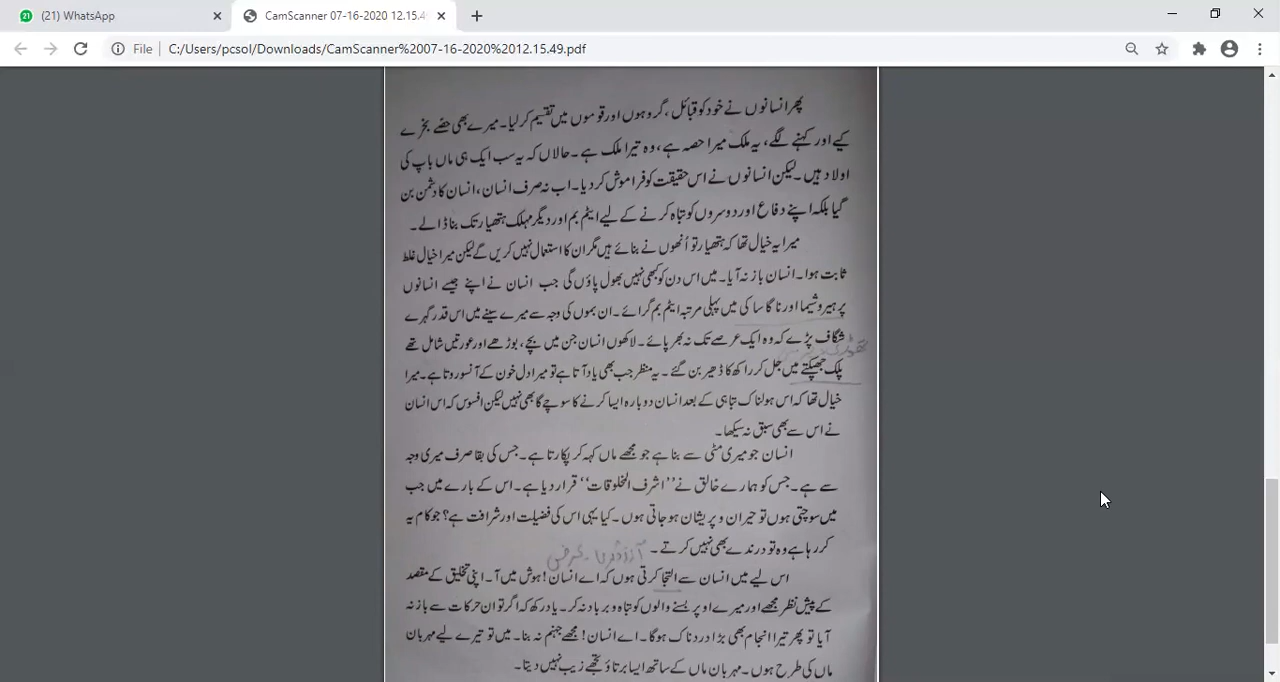 (21) WhatsApp
CamScanner 07-16-2020 12.15.4
File
C:/Users/pcsol/Downloads/CamScanner%2007-16-2020%2012.15.49.pdf
پھر انسانوں نے خود کو قبائل، گروہوں اور قوموں میں تقسیم کر لیا۔ میرے بھی حصّے بخرے
کیے اور کہنے لگے، یہ ملک میرا حصہ ہے، وہ تیرا ملک ہے۔ حالاں کہ یہ سب ایک ہی ماں باپ کی
اولاد ہیں۔ لیکن انسانوں نے اس حقیقت کو فراموش کر دیا۔ اب نہ صرف انسان، انسان کا دشمن بن
گیا بلکہ اپنے دفاع اور دوسروں کو تباہ کرنے کے لیے ایٹم بم اور دیگر مہلک ہتھیار تک بنا ڈالے۔
میرا یہ خیال تھا کہ ہتھیار تو اُنھوں نے بنائے ہیں مگر ان کا استعمال نہیں کریں گے لیکن میرا خیال غلط
ثابت ہوا۔ انسان باز نہ آیا۔ میں اس دن کو کبھی نہیں بھول پاؤں گی جب انسان نے اپنے جیسے انسانوں
پر ہیروشیما اور ناگاساکی میں پہلی مرتبہ ایٹم بم گرائے۔ ان بموں کی وجہ سے میرے سینے میں اس قدر گہرے
شگاف پڑے کہ وہ ایک عرصے تک نہ بھر پائے۔ لاکھوں انسان جن میں بچے، بوڑھے اور عورتیں شامل تھے
پلک جھپکتے میں جل کر راکھ کا ڈھیر بن گئے۔ یہ منظر جب بھی یاد آتا ہے تو میرا دل خون کے آنسو روتا ہے۔ میرا
خیال تھا کہ اس ہولناک تباہی کے بعد انسان دوبارہ ایسا کرنے کا سوچے گا بھی نہیں لیکن افسوس کہ اس انسان
نے اس سے بھی سبق نہ سیکھا۔
انسان جو میری مٹی سے بنا ہے جو مجھے ماں کہہ کر پکارتا ہے۔ جس کی بقا صرف میری وجہ
سے ہے۔ جس کو ہمارے خالق نے ’’اشرف المخلوقات‘‘ قرار دیا ہے۔ اس کے بارے میں جب
میں سوچتی ہوں تو حیران و پریشان ہو جاتی ہوں۔ کیا یہی اس کی فضیلت اور شرافت ہے؟ جو کام یہ
کر رہا ہے وہ تو درندے بھی نہیں کرتے۔
اس لیے میں انسان سے التجا کرتی ہوں کہ اے انسان! ہوش میں آ۔ اپنی تخلیق کے مقصد
کے پیش نظر مجھے اور میرے اوپر بسنے والوں کو تباہ و برباد نہ کر۔ یاد رکھ کہ اگر تو ان حرکات سے باز نہ
آیا تو پھر تیرا انجام بھی بڑا دردناک ہوگا۔ اے انسان! مجھے جہنم نہ بنا۔ میں تو تیرے لیے مہربان
ماں کی طرح ہوں۔ مہربان ماں کے ساتھ ایسا برتاؤ تجھے زیب نہیں دیتا۔